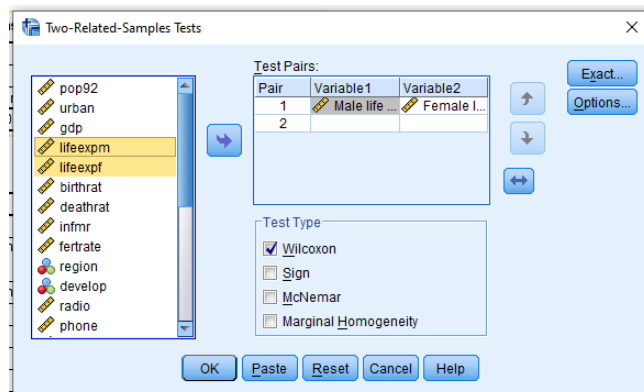 Two-Related-Samples Tests
pop92
urban
gdp
lifeexpm
lifeexpf
birthrat
deathrat
infmr
fertrate
region
develop
radio
phone
Test Pairs:
Pair Variable1 Variable2
1 Male life ... Female l...
2
Test Type
Wilcoxon
Sign
McNemar
Marginal Homogeneity
Exact...
Options...
OK Paste Reset Cancel Help